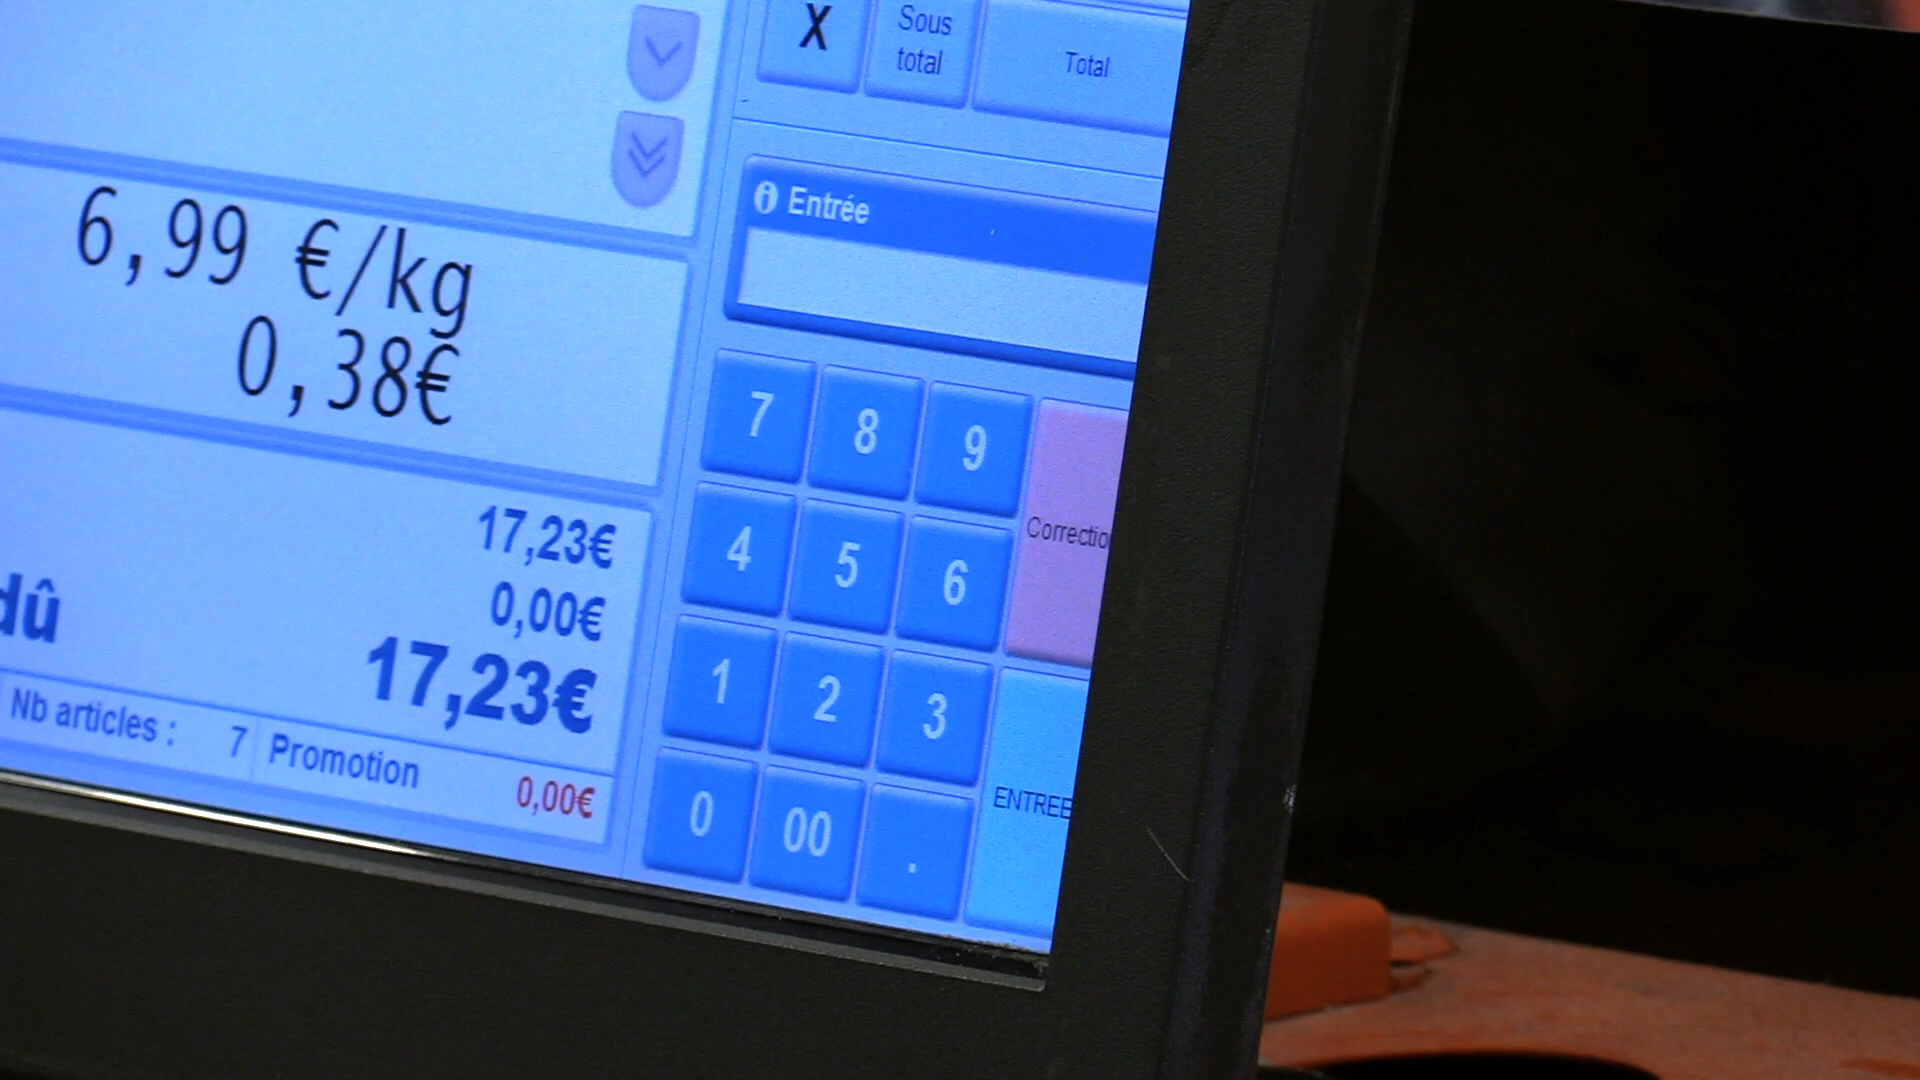 X
Sous
total
Total
6,99 €/kg
0,38€
Entrée
7 8 9
Correctio
4 5 6
1 2 3
ENTREE
0 00 .
17,23€
0,00€
dû 17,23€
Nb articles : 7 Promotion 0,00€